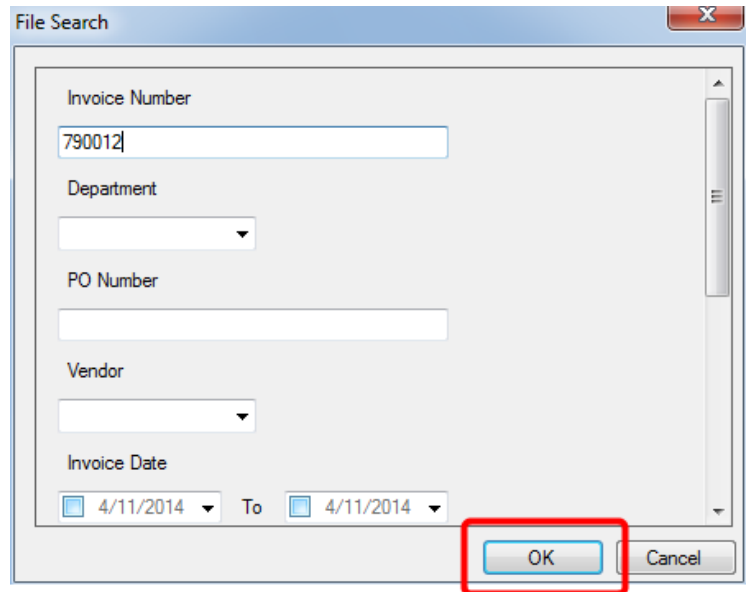 File Search
Invoice Number
790012
Department
PO Number
Vendor
Invoice Date
4/11/2014 To 4/11/2014
OK Cancel